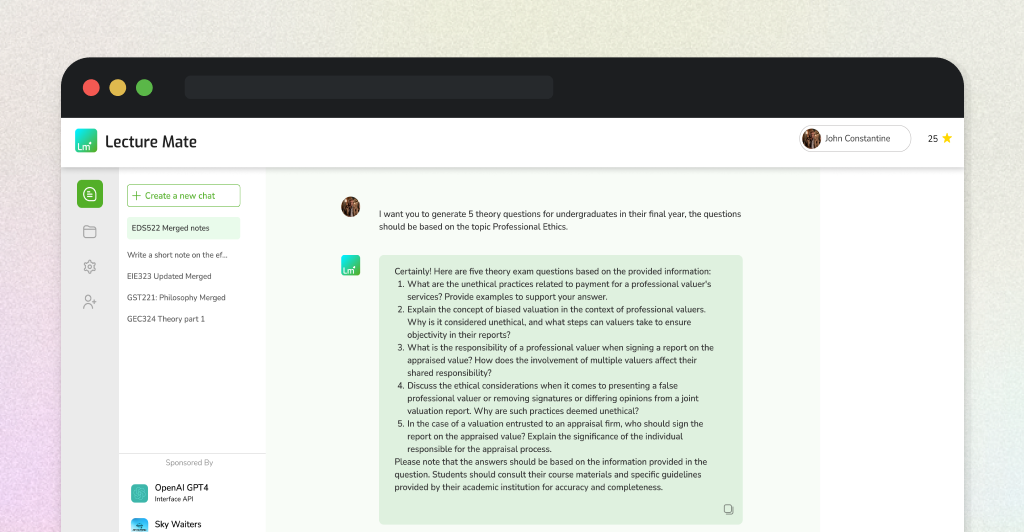 Lm
Lecture Mate
John Constantine
25
Create a new chat
EDS522 Merged notes
Write a short note on the ef...
EIE323 Updated Merged
GST221: Philosophy Merged
GEC324 Theory part 1
Sponsored By
OpenAI GPT4
Interface API
Sky Waiters
I want you to generate 5 theory questions for undergraduates in their final year, the questions
should be based on the topic Professional Ethics.
Lm
Certainly! Here are five theory exam questions based on the provided information:
1. What are the unethical practices related to payment for a professional valuer's
services? Provide examples to support your answer.
2. Explain the concept of biased valuation in the context of professional valuers.
Why is it considered unethical, and what steps can valuers take to ensure
objectivity in their reports?
3. What is the responsibility of a professional valuer when signing a report on the
appraised value? How does the involvement of multiple valuers affect their
shared responsibility?
4. Discuss the ethical considerations when it comes to presenting a false
professional valuer or removing signatures or differing opinions from a joint
valuation report. Why are such practices deemed unethical?
5. In the case of a valuation entrusted to an appraisal firm, who should sign the
report on the appraised value? Explain the significance of the individual
responsible for the appraisal process.
Please note that the answers should be based on the information provided in the
question. Students should consult their course materials and specific guidelines
provided by their academic institution for accuracy and completeness.